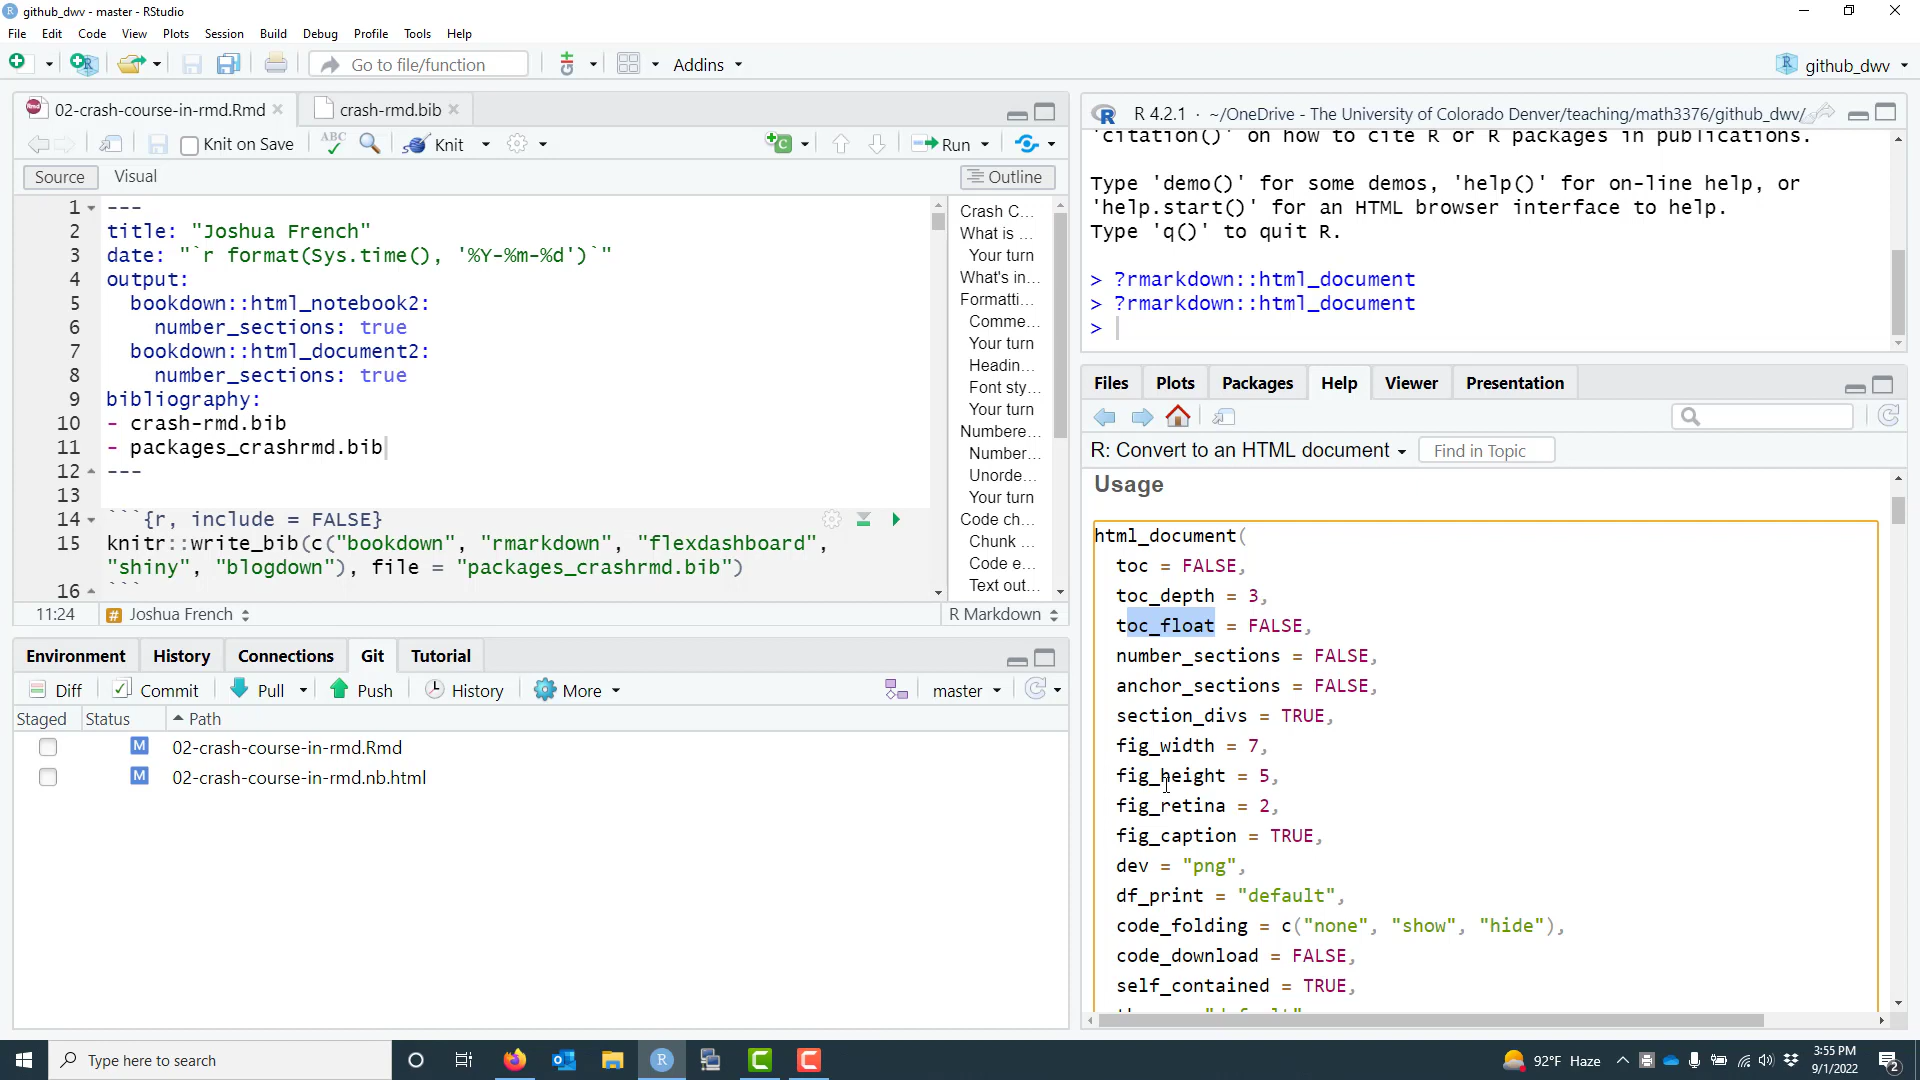 github_dwv - master - RStudio
File Edit Code View Plots Session Build Debug Profile Tools Help
Go to file/function
Addins
github_dwv
02-crash-course-in-rmd.Rmd
crash-rmd.bib
Knit on Save
ABC
Knit
Run
Source
Visual
Outline
1 ---
2 title: "Joshua French"
3 date: "`r format(Sys.time(), '%Y-%m-%d')`"
4 output:
5 bookdown::html_notebook2:
6 number_sections: true
7 bookdown::html_document2:
8 number_sections: true
9 bibliography:
10 - crash-rmd.bib
11 - packages_crashrmd.bib
12 ---
13
14 ```{r, include = FALSE}
15 knitr::write_bib(c("bookdown", "rmarkdown", "flexdashboard",
"shiny", "blogdown"), file = "packages_crashrmd.bib")
16 ```
Crash C...
What is ...
Your turn
What's in...
Formatti...
Comme...
Your turn
Headin...
Font sty...
Your turn
Numbere...
Number...
Unorde...
Your turn
Code ch...
Chunk ...
Code e...
Text out...
11:24
Joshua French
R Markdown
Environment History Connections Git Tutorial
Diff Commit Pull Push History More master
Staged Status Path
M 02-crash-course-in-rmd.Rmd
M 02-crash-course-in-rmd.nb.html
R 4.2.1 · ~/OneDrive - The University of Colorado Denver/teaching/math3376/github_dwv/
'citation()' on how to cite R or R packages in publications.
Type 'demo()' for some demos, 'help()' for on-line help, or
'help.start()' for an HTML browser interface to help.
Type 'q()' to quit R.
> ?rmarkdown::html_document
> ?rmarkdown::html_document
>
Files Plots Packages Help Viewer Presentation
R: Convert to an HTML document
Find in Topic
Usage
html_document(
toc = FALSE,
toc_depth = 3,
toc_float = FALSE,
number_sections = FALSE,
anchor_sections = FALSE,
section_divs = TRUE,
fig_width = 7,
fig_height = 5,
fig_retina = 2,
fig_caption = TRUE,
dev = "png",
df_print = "default",
code_folding = c("none", "show", "hide"),
code_download = FALSE,
self_contained = TRUE,
Type here to search
92°F Haze
3:55 PM
9/1/2022
2